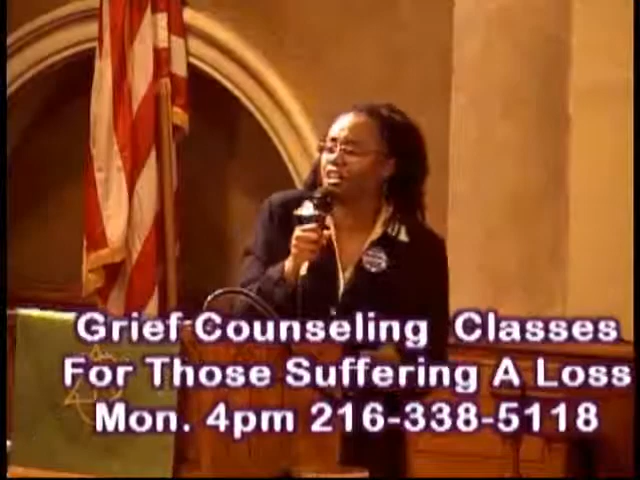 Grief Counseling Classes
For Those Suffering A Loss
Mon. 4pm 216-338-5118